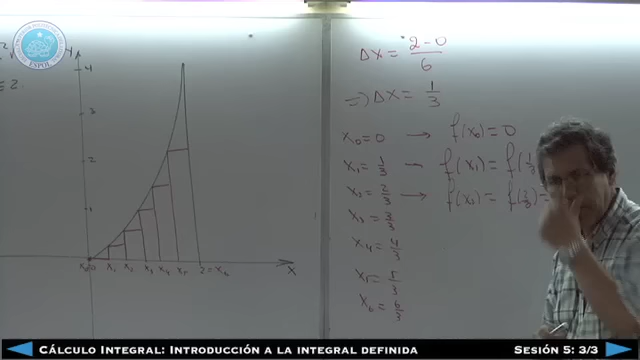 ESPOL
Y
= 2.
4
3
2
1
x₀ 0 x₁ x₂ x₃ x₄ x₅ 2=x₆ X
Δx = 2-0/6
⇒ Δx = 1/3
x₀ = 0 → f(x₀) = 0
x₁ = 1/3 → f(x₁) = f(1/3
x₂ = 2/3 → f(x₂) = f(2/3) =
x₃ = 3/3
x₄ = 4/3
x₅ = 5/3
x₆ = 6/3
Cálculo Integral: Introducción a la integral definida
Sesión 5: 3/3